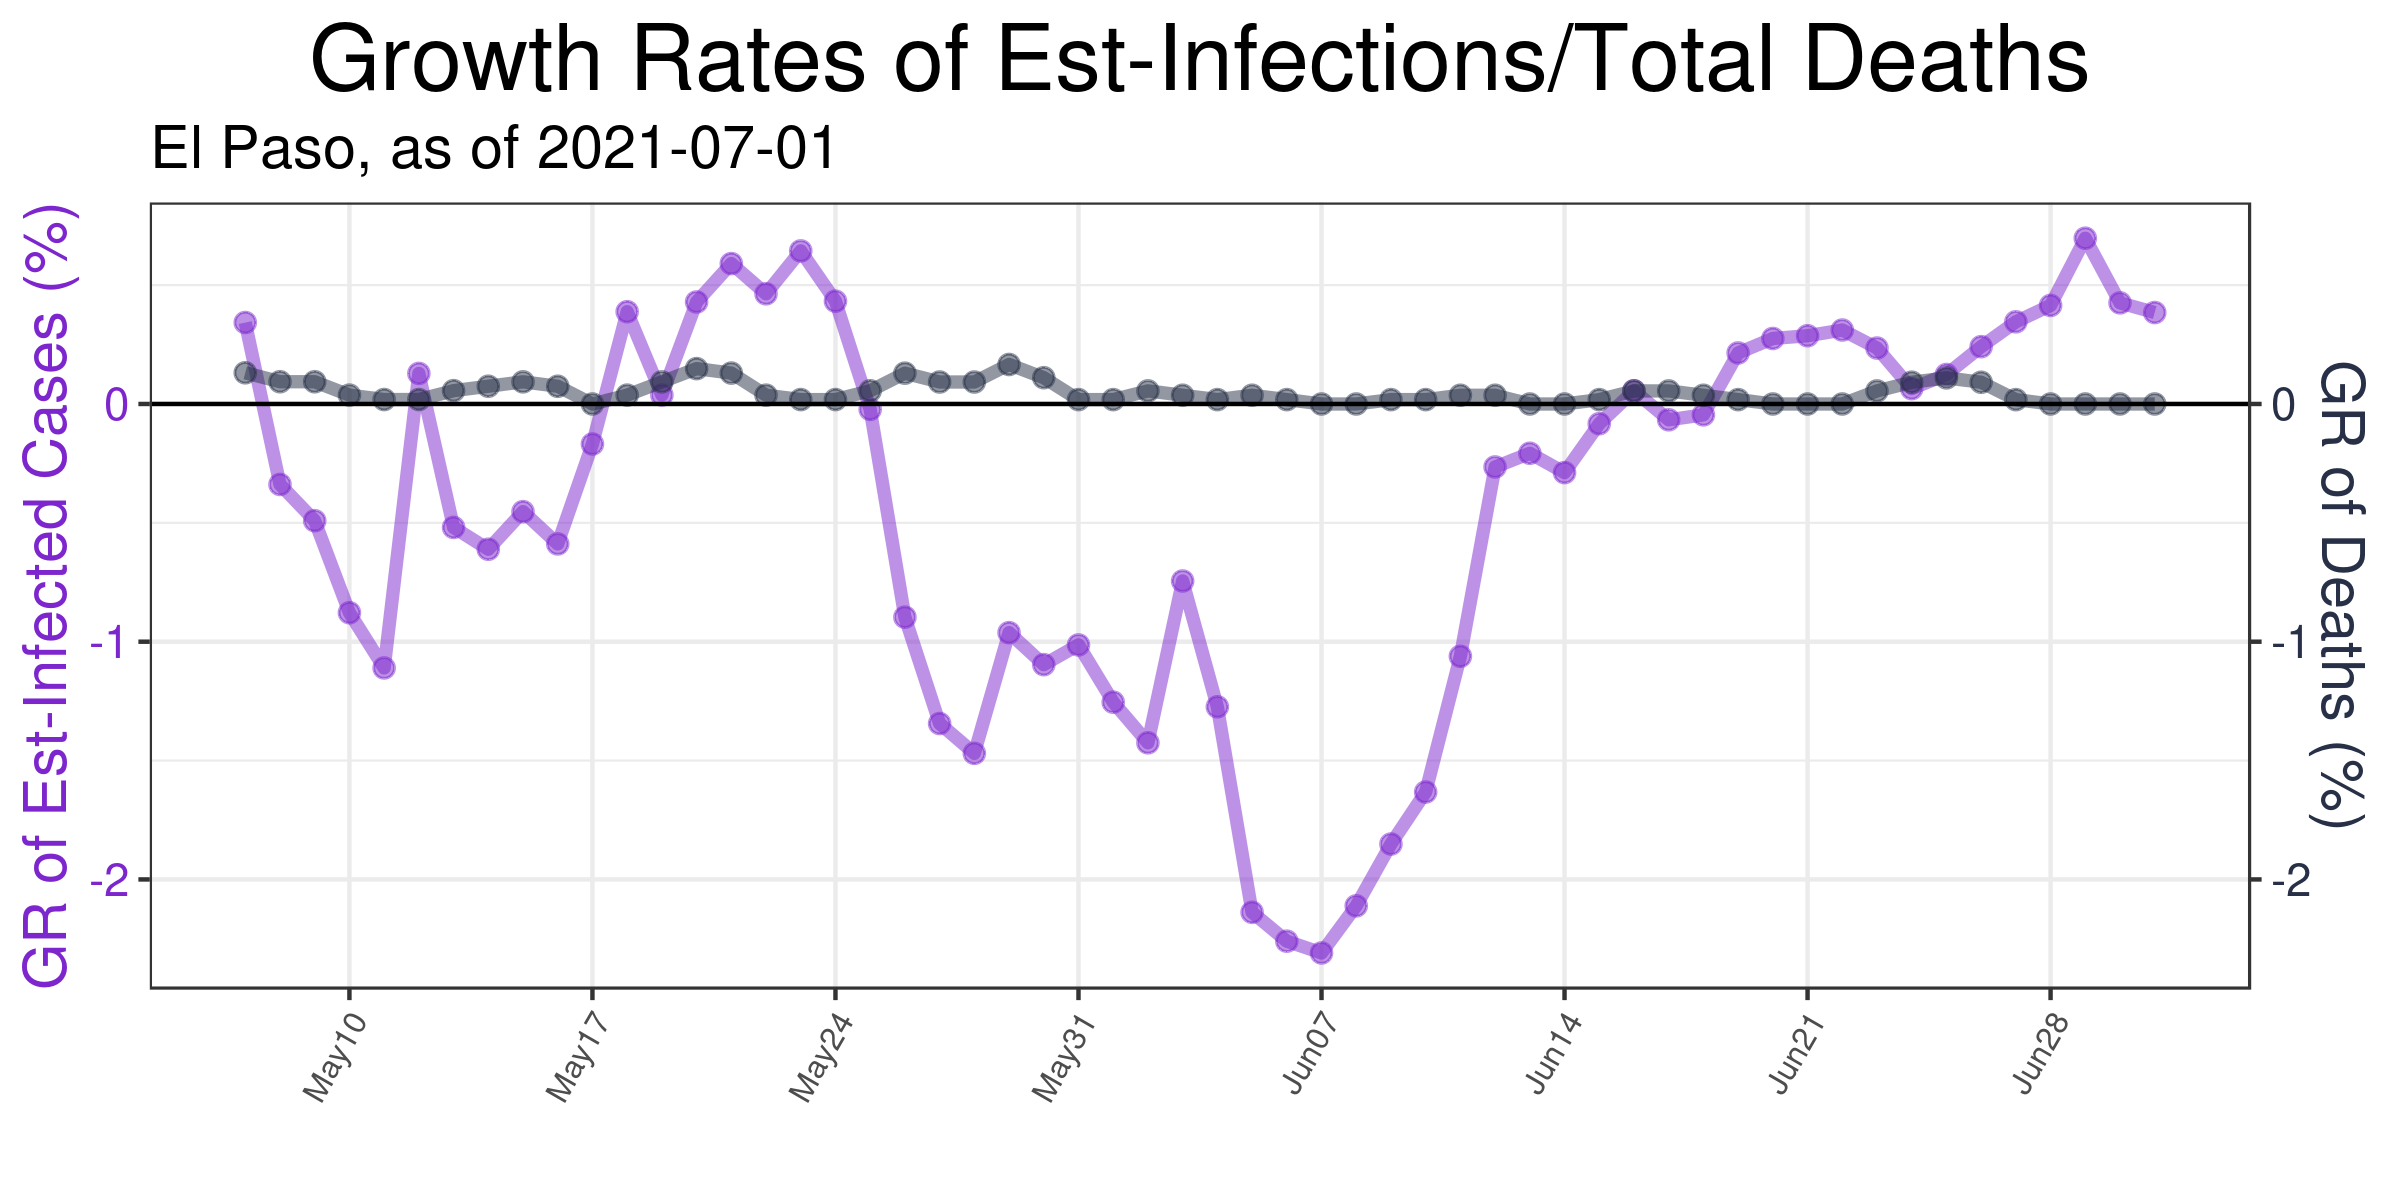 Growth Rates of Est-Infections/Total Deaths
El Paso, as of 2021-07-01
GR of Est-Infected Cases (%)
0
-1
-2
0
-1
-2
GR of Deaths (%)
May10
May17
May24
May31
Jun07
Jun14
Jun21
Jun28